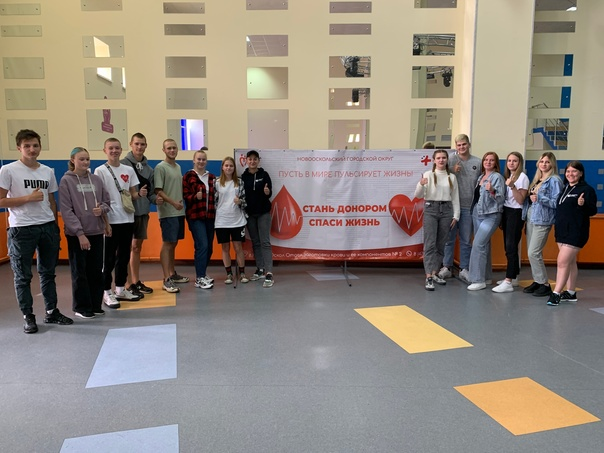 PUMA
НОВООСКОЛЬСКИЙ ГОРОДСКОЙ ОКРУГ
ПУСТЬ В МИРЕ ПУЛЬСИРУЕТ ЖИЗНЬ!
СТАНЬ ДОНОРОМ
СПАСИ ЖИЗНЬ